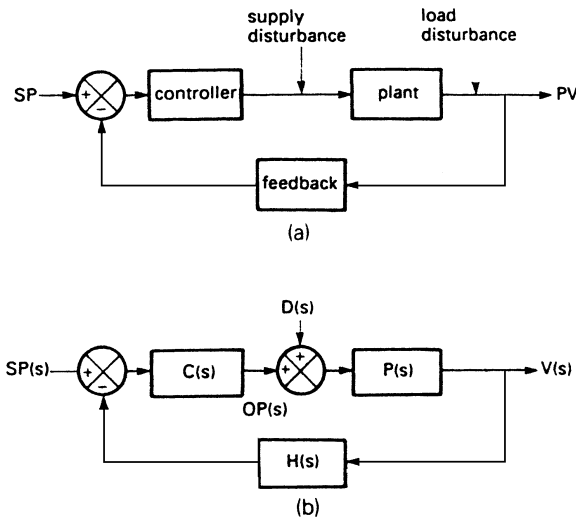 supply
disturbance
load
disturbance
SP
+
−
controller
plant
PV
feedback
(a)
D(s)
SP(s)
+
−
C(s)
+
+
P(s)
V(s)
OP(s)
H(s)
(b)